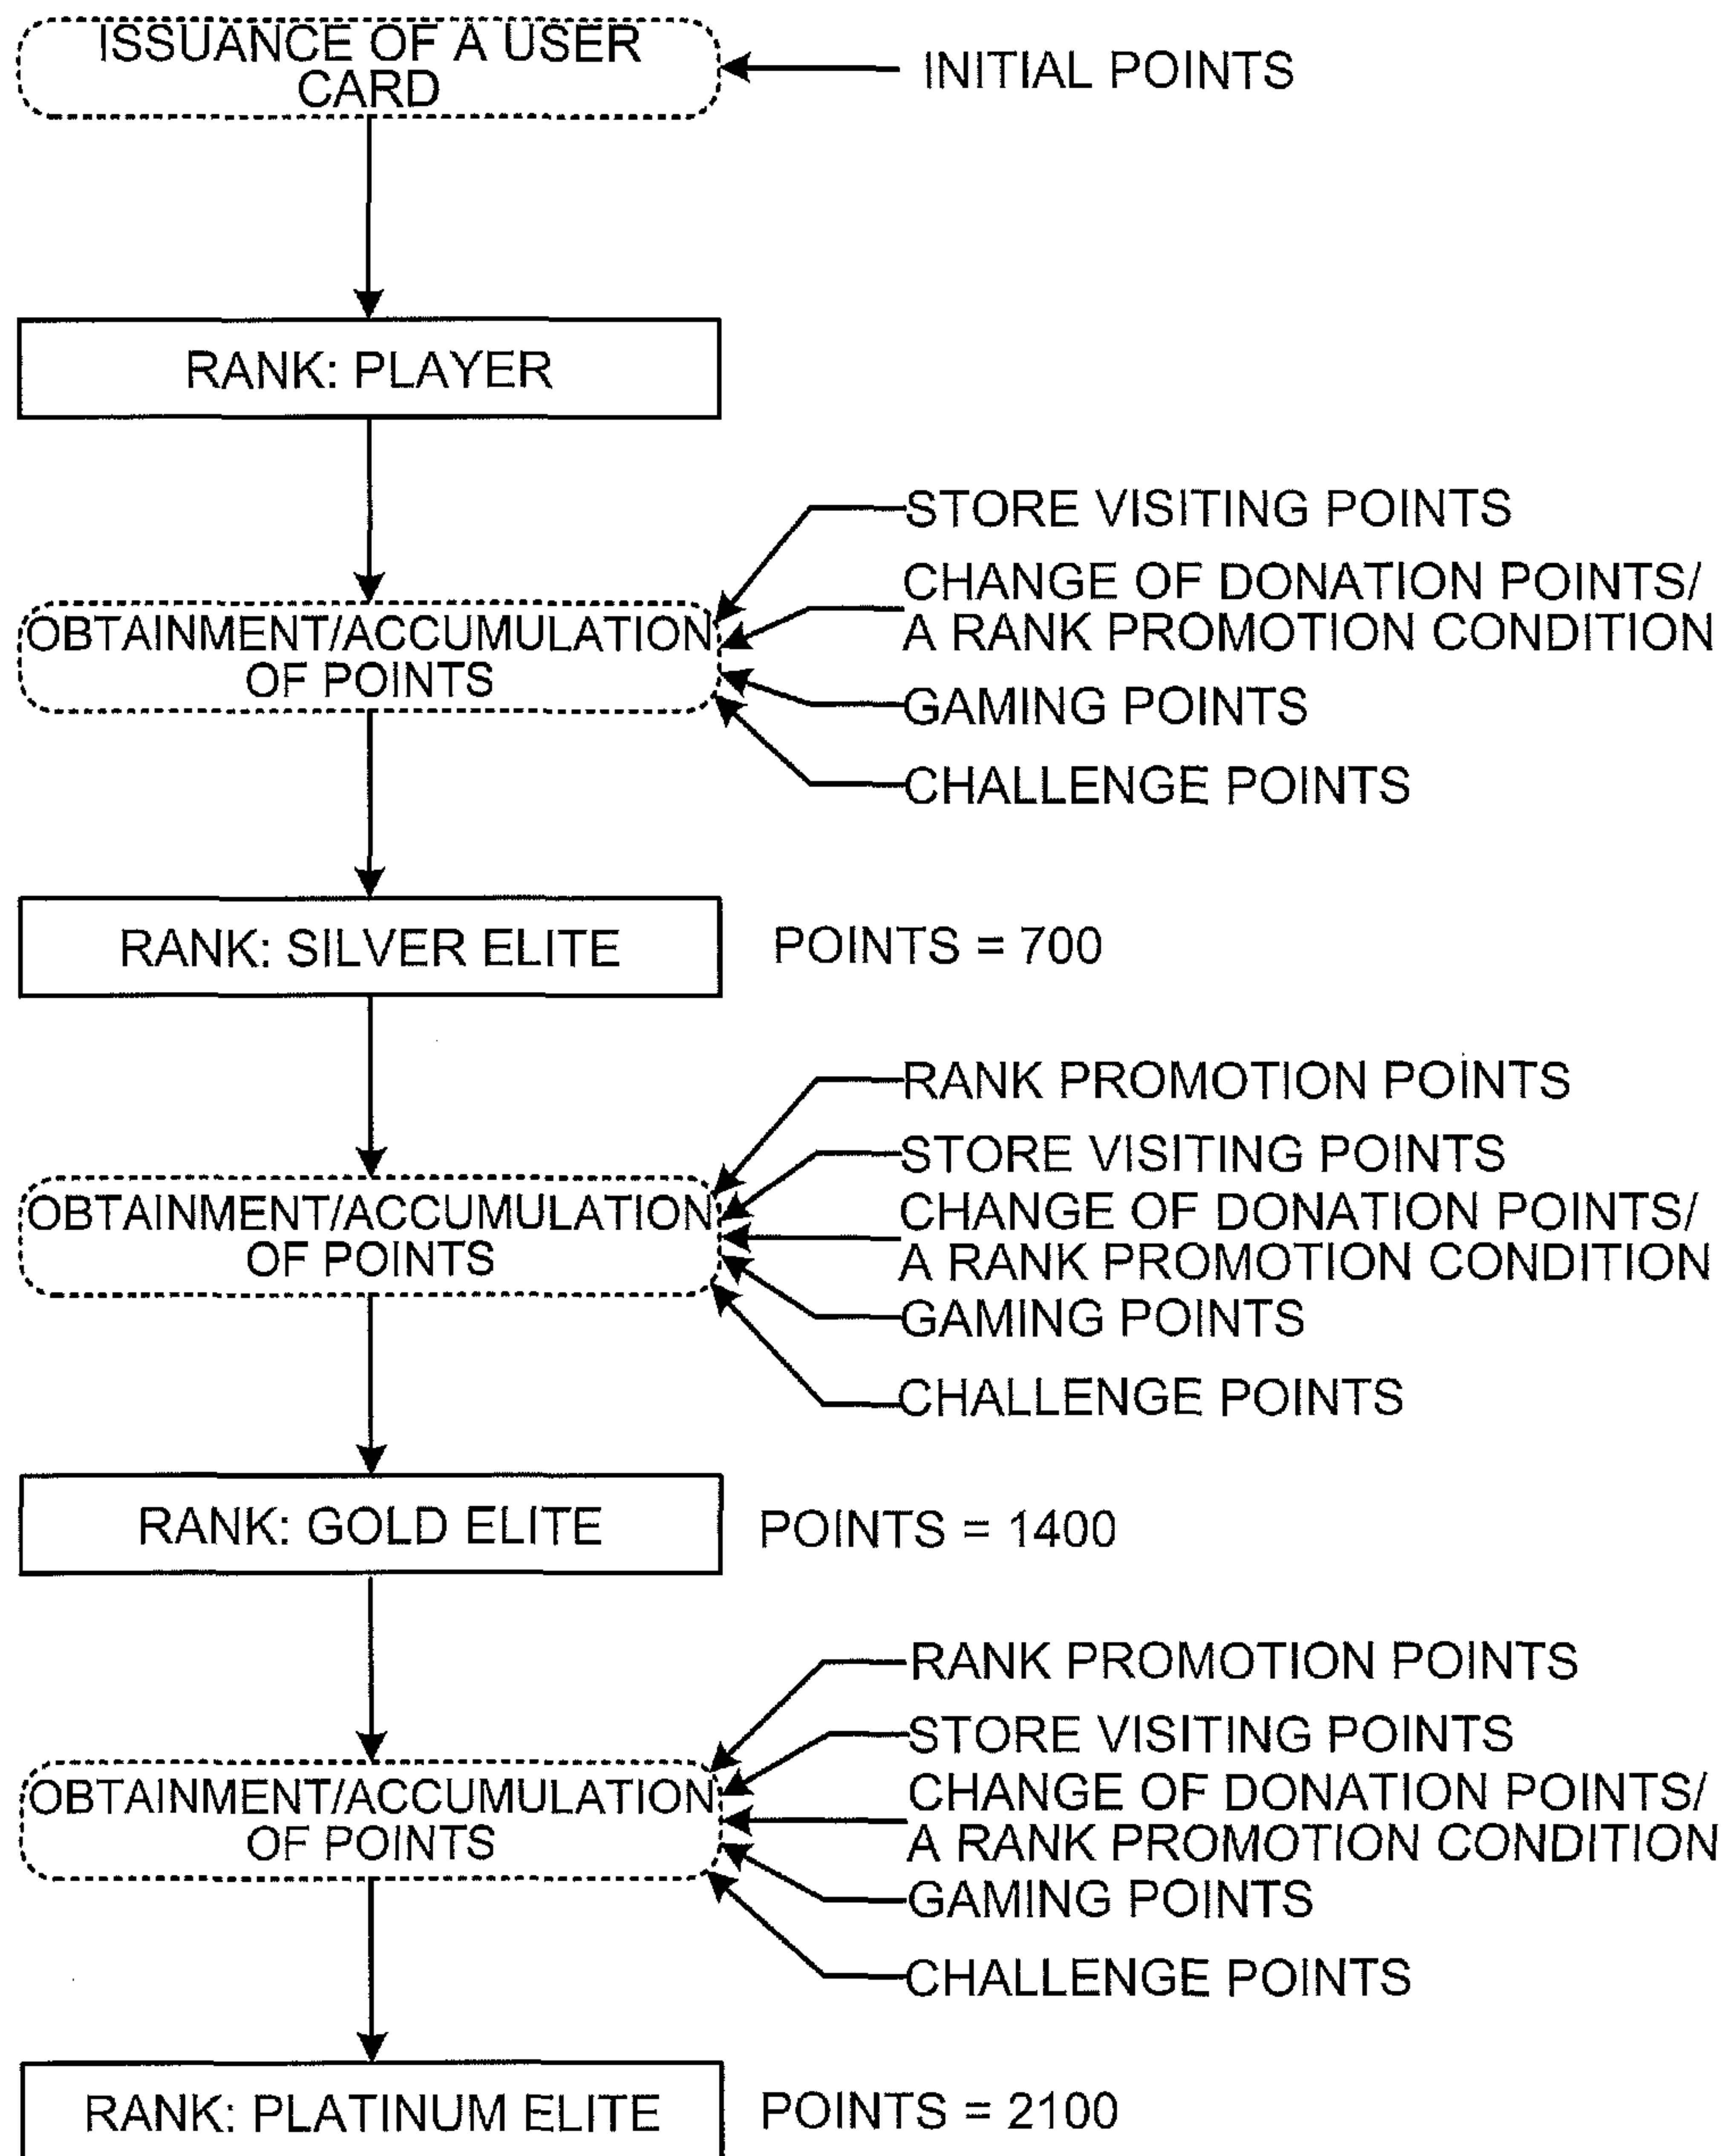 ISSUANCE OF A USER
CARD
INITIAL POINTS
RANK: PLAYER
STORE VISITING POINTS
CHANGE OF DONATION POINTS/
A RANK PROMOTION CONDITION
OBTAINMENT/ACCUMULATION
OF POINTS
GAMING POINTS
CHALLENGE POINTS
RANK: SILVER ELITE
POINTS = 700
RANK PROMOTION POINTS
STORE VISITING POINTS
CHANGE OF DONATION POINTS/
A RANK PROMOTION CONDITION
OBTAINMENT/ACCUMULATION
OF POINTS
GAMING POINTS
CHALLENGE POINTS
RANK: GOLD ELITE
POINTS = 1400
RANK PROMOTION POINTS
STORE VISITING POINTS
CHANGE OF DONATION POINTS/
A RANK PROMOTION CONDITION
OBTAINMENT/ACCUMULATION
OF POINTS
GAMING POINTS
CHALLENGE POINTS
RANK: PLATINUM ELITE
POINTS = 2100